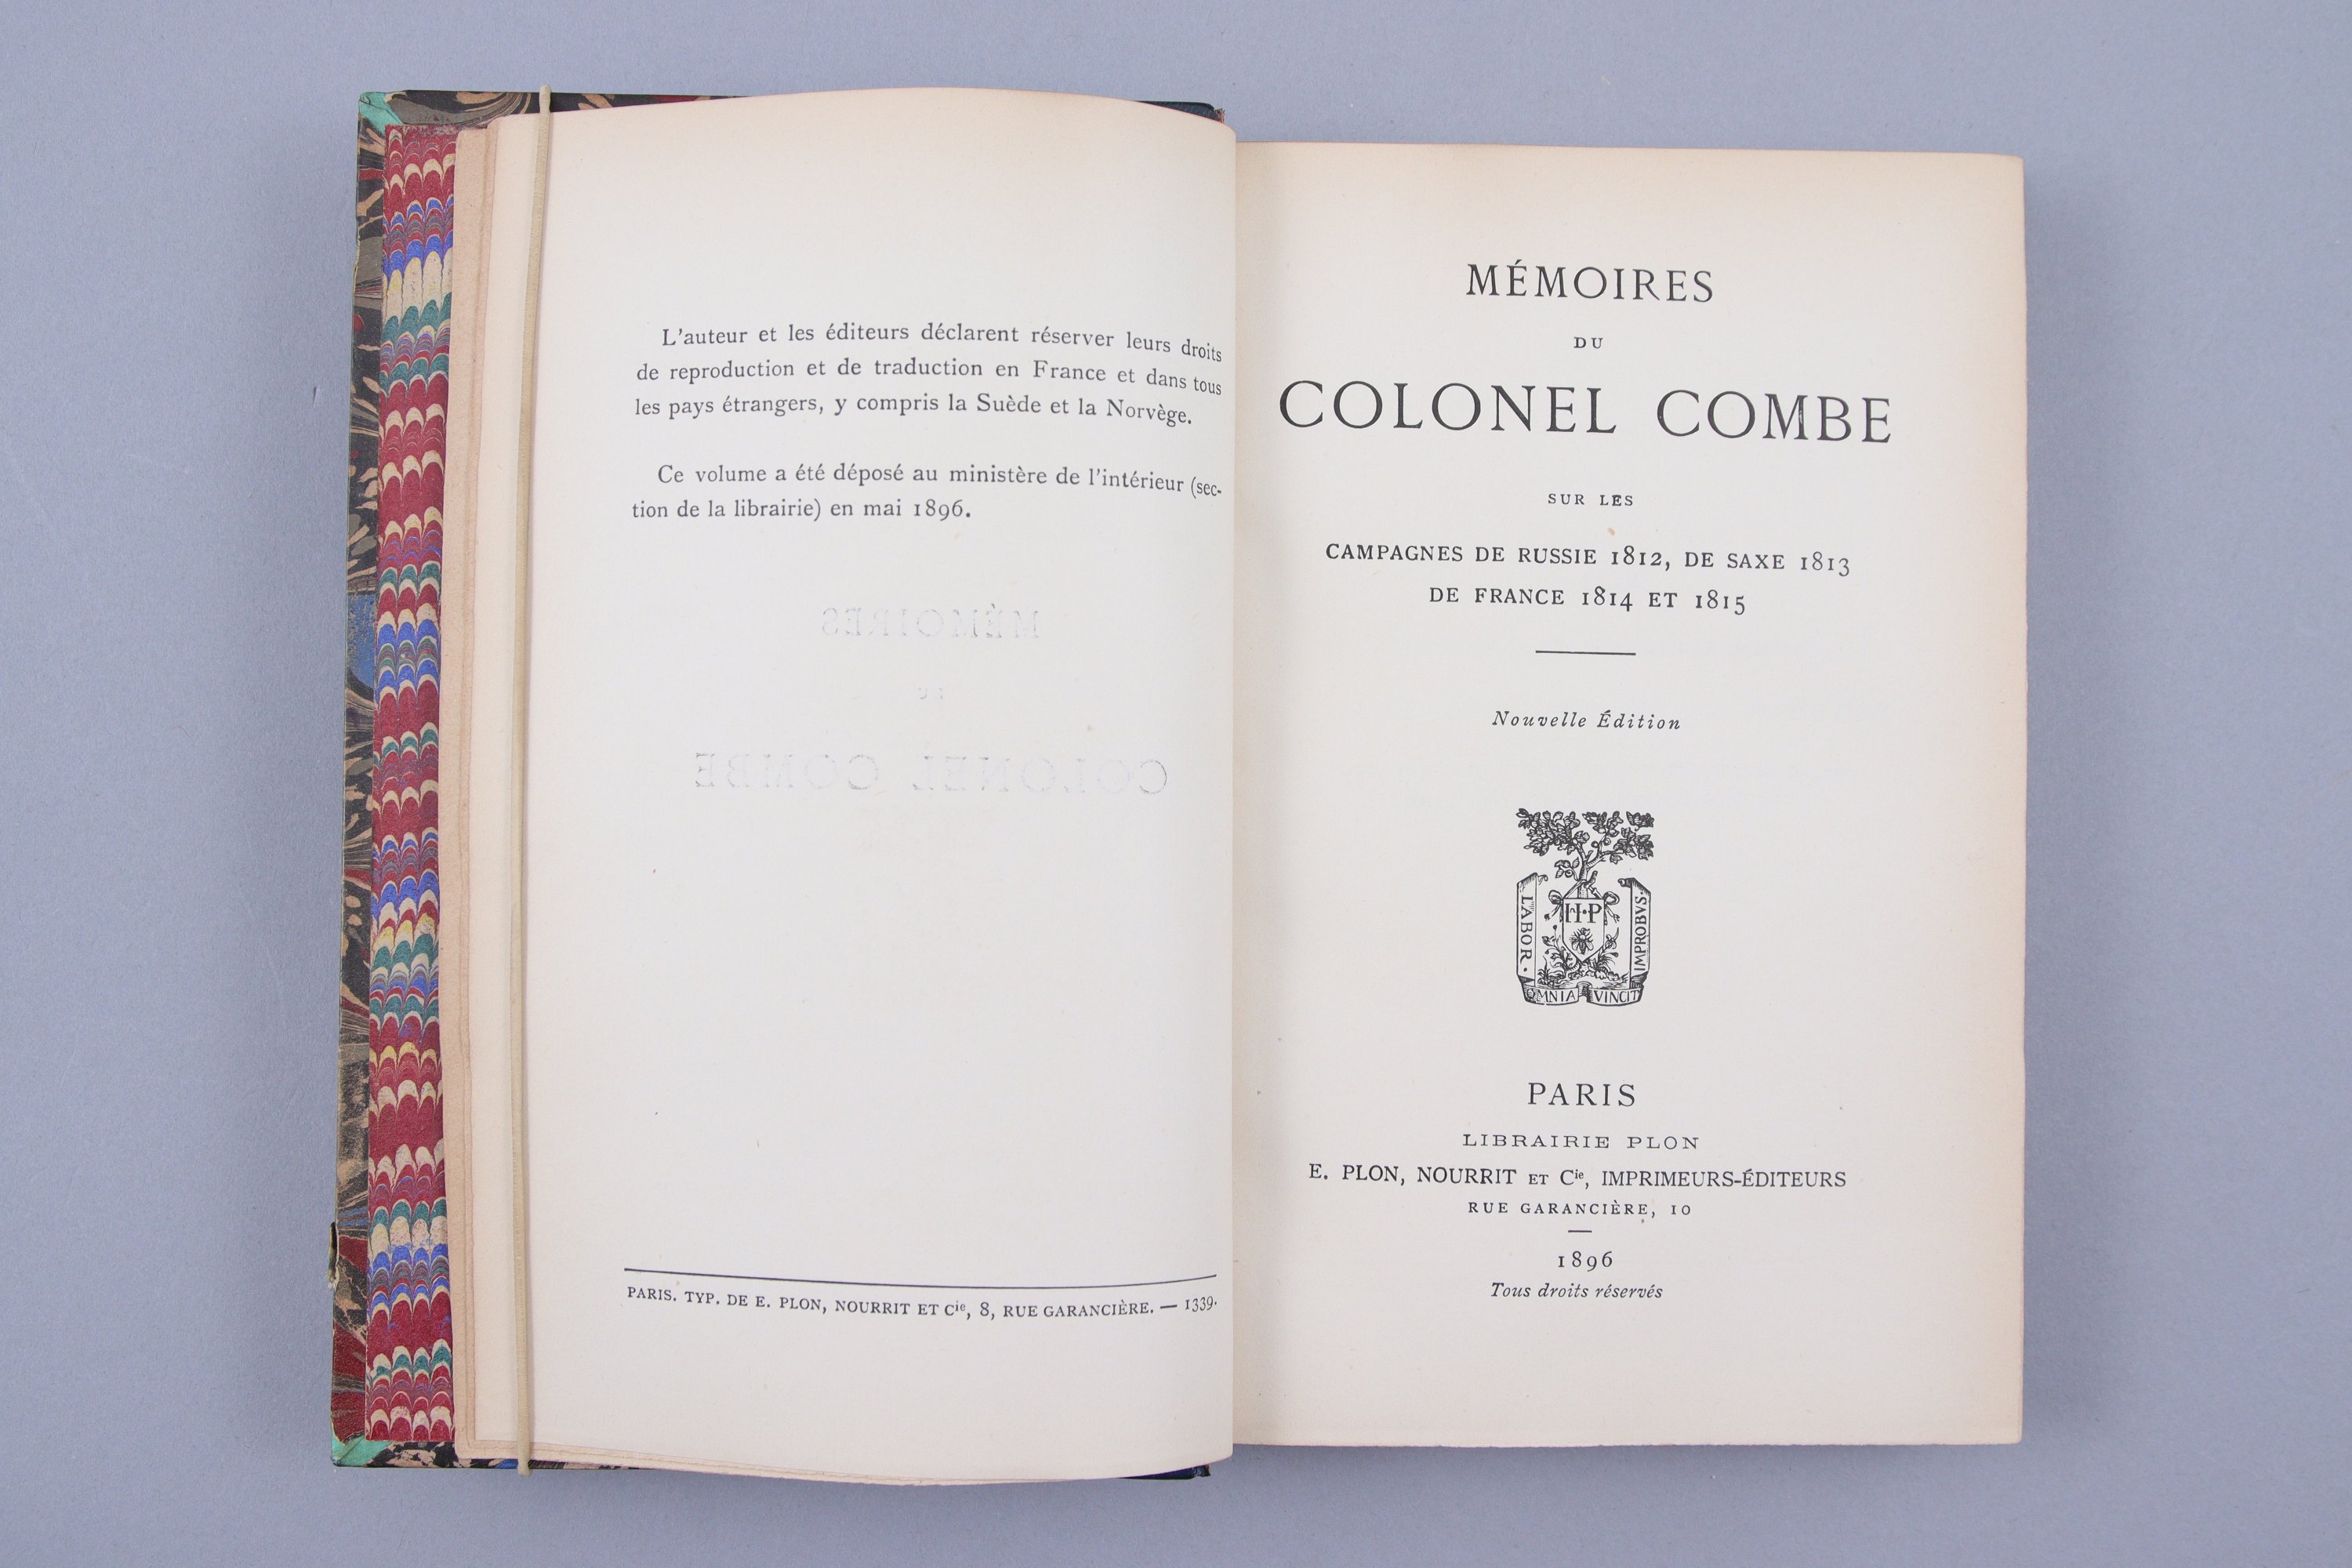 L'auteur et les éditeurs déclarent réserver leurs droits
de reproduction et de traduction en France et dans tous
les pays étrangers, y compris la Suède et la Norvège.
Ce volume a été déposé au ministère de l'intérieur (sec-
tion de la librairie) en mai 1896.
MÉMOIRES
DU
COLONEL COMBE
PARIS. TYP. DE E. PLON, NOURRIT ET Cie, 8, RUE GARANCIÈRE. — 1339.
MÉMOIRES
DU
COLONEL COMBE
SUR LES
CAMPAGNES DE RUSSIE 1812, DE SAXE 1813
DE FRANCE 1814 ET 1815
Nouvelle Édition
H·P
LABOR·
IMPROBVS·
OMNIA VINCIT
PARIS
LIBRAIRIE PLON
E. PLON, NOURRIT ET Cie, IMPRIMEURS-ÉDITEURS
RUE GARANCIÈRE, 10
1896
Tous droits réservés